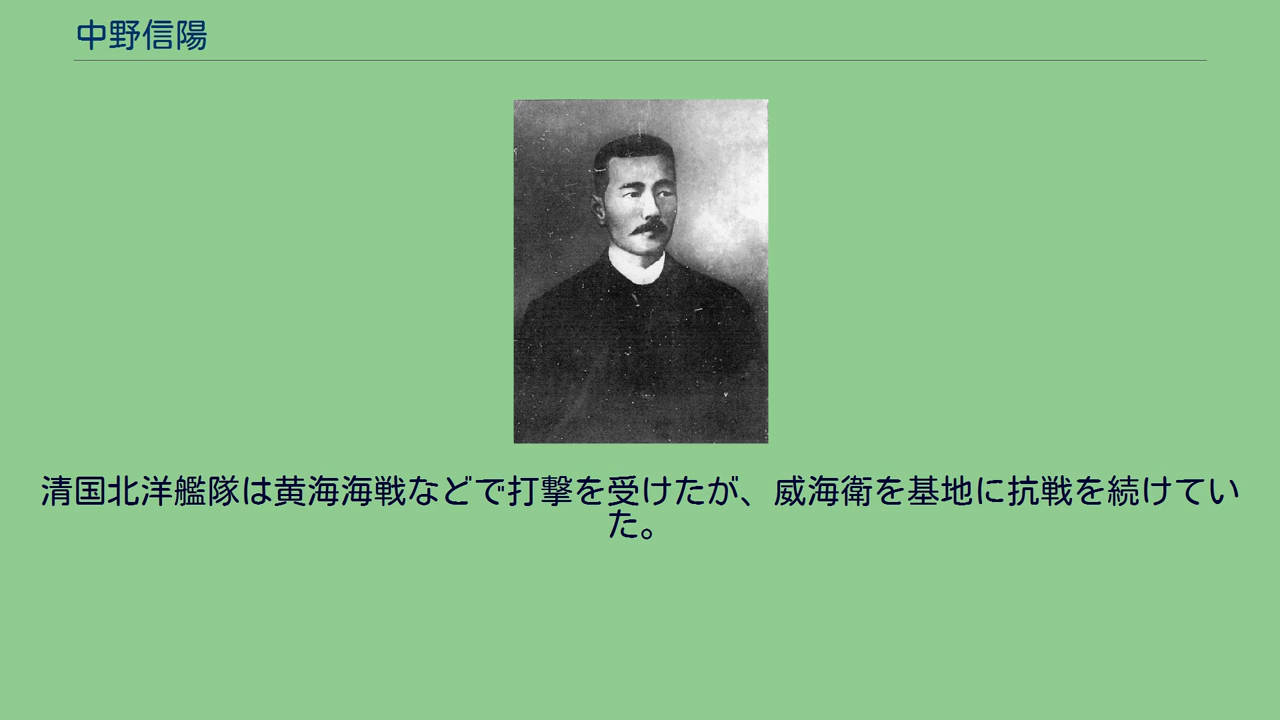 中野信陽
清国北洋艦隊は黄海海戦などで打撃を受けたが、威海衛を基地に抗戦を続けてい
た。